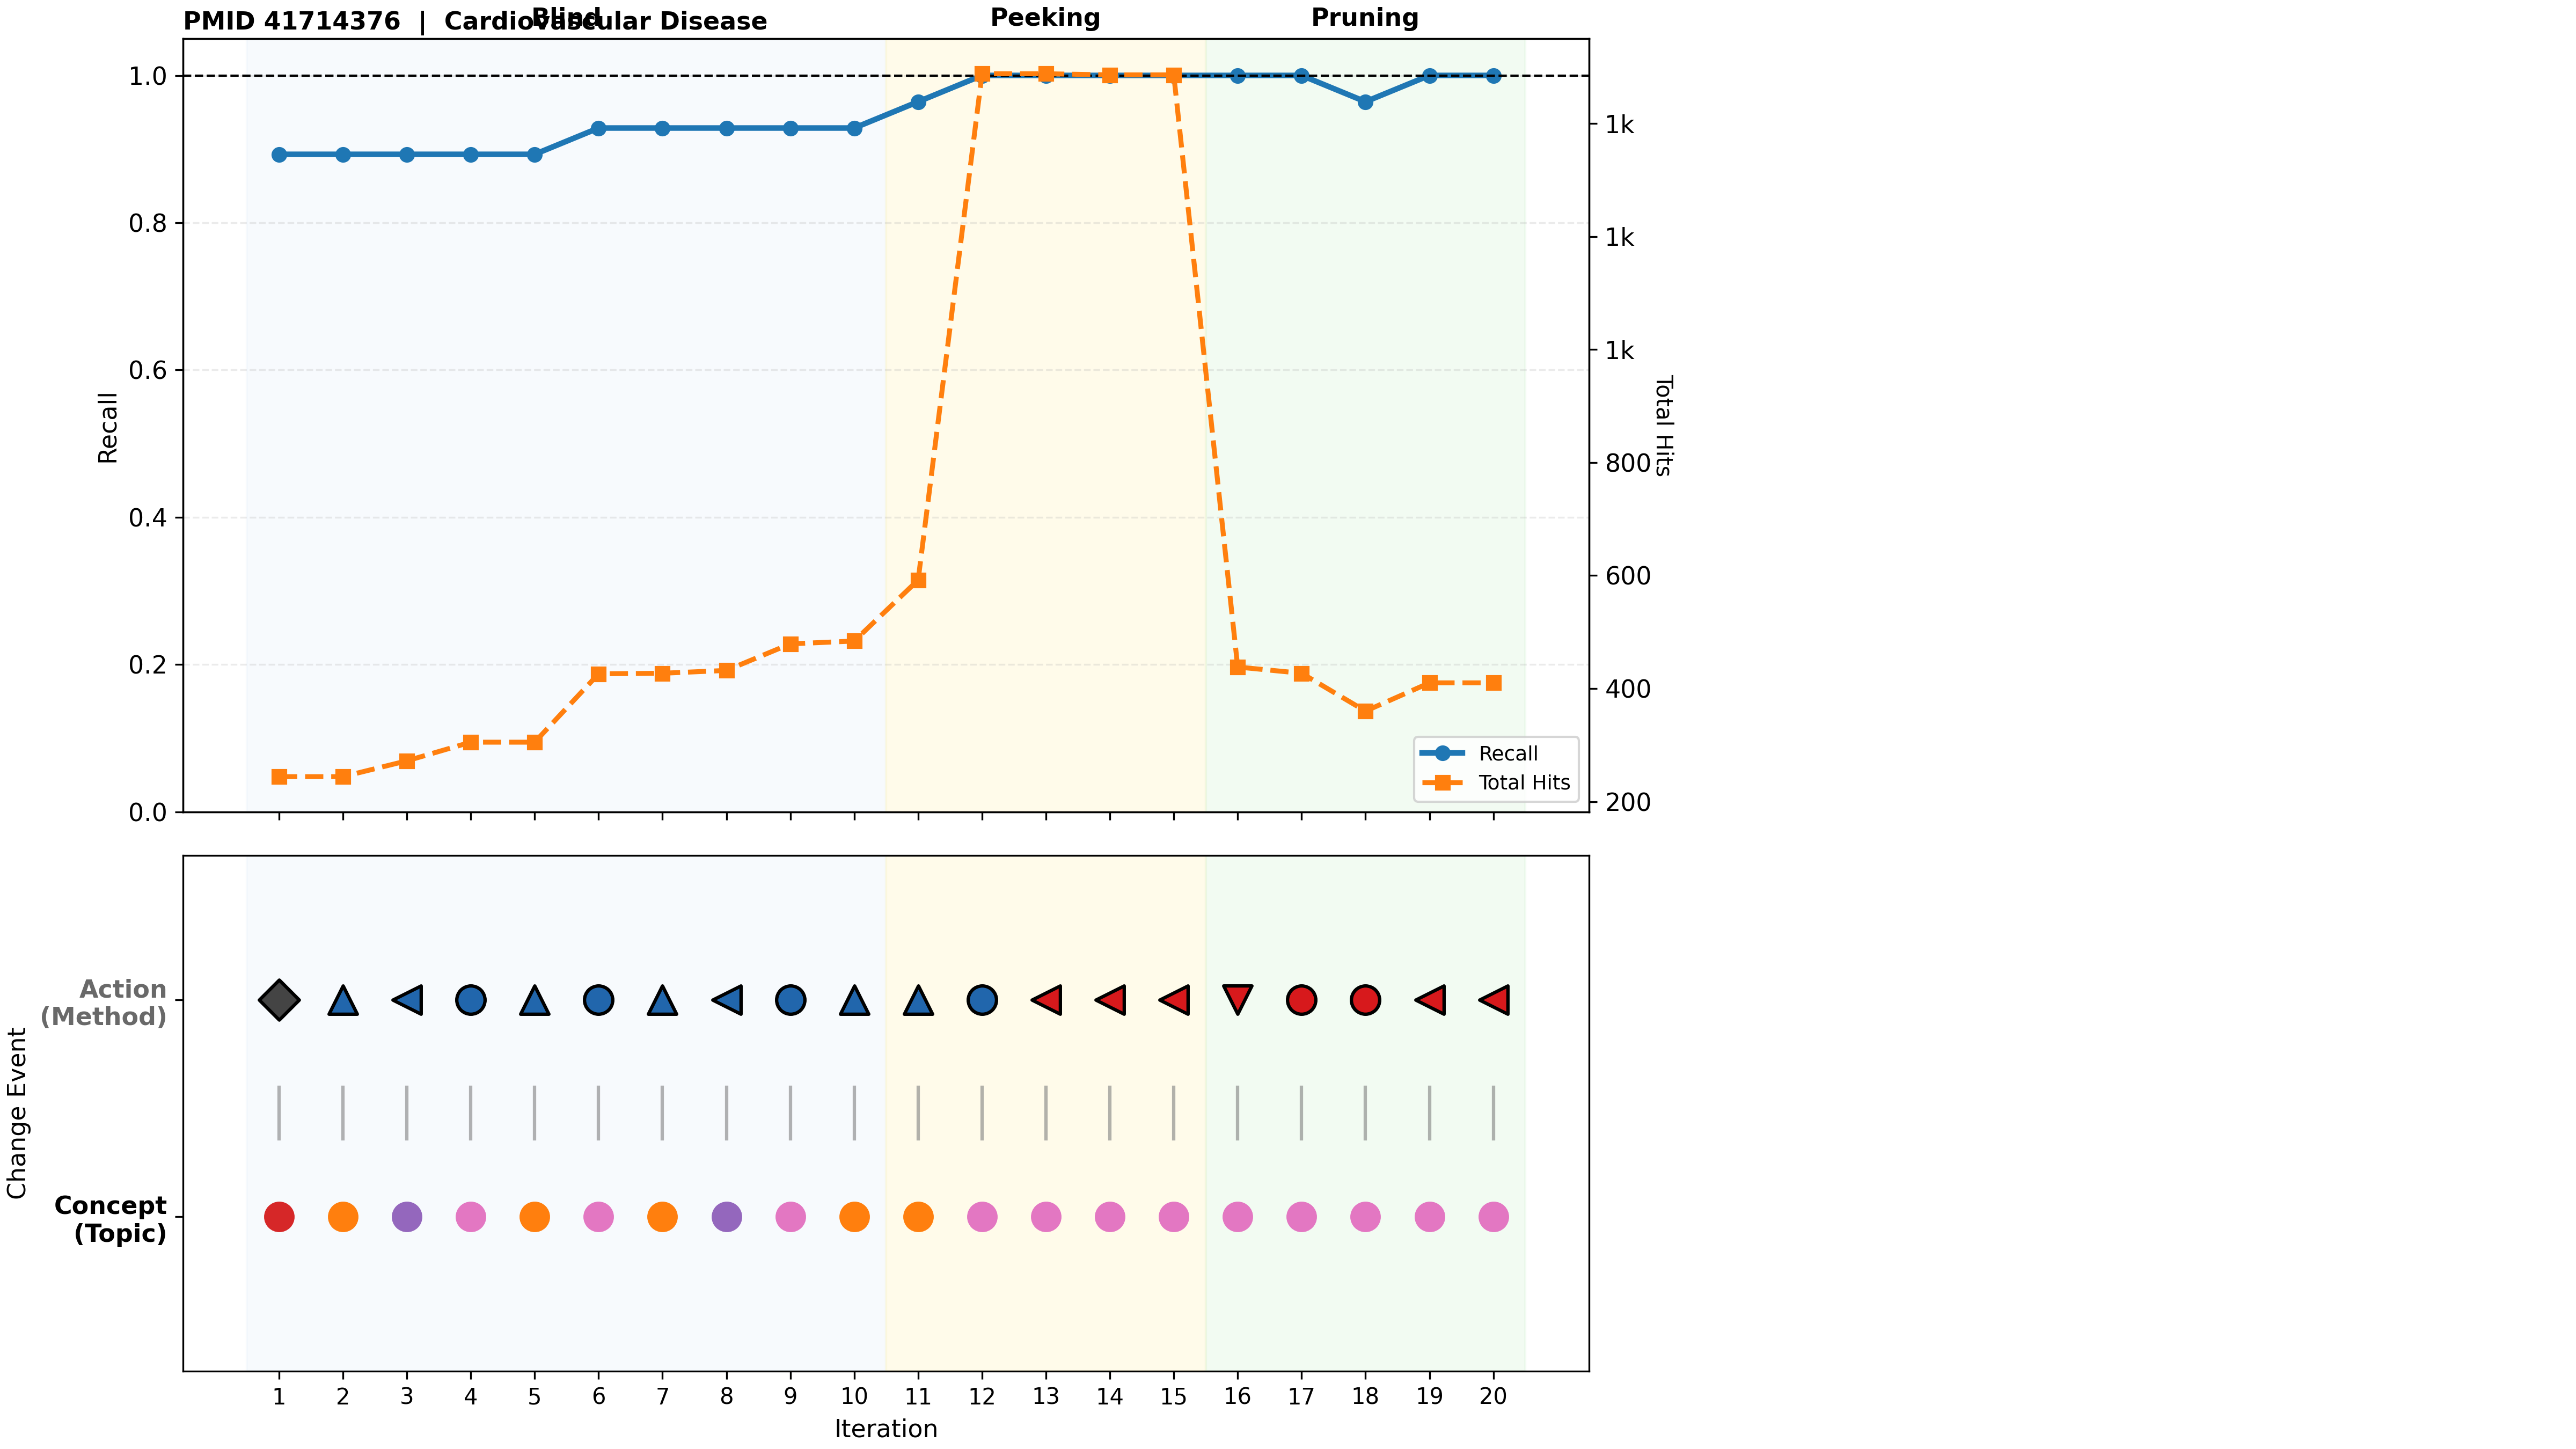 PMID 41714376 | Cardiovascular Disease
Blind
Peeking
Pruning
1.0
0.8
0.6
0.4
0.2
0.0
Recall
1k
1k
1k
800
600
400
200
Total Hits
Recall
Total Hits
Action
(Method)
Concept
(Topic)
Change Event
1 2 3 4 5 6 7 8 9 10 11 12 13 14 15 16 17 18 19 20
Iteration